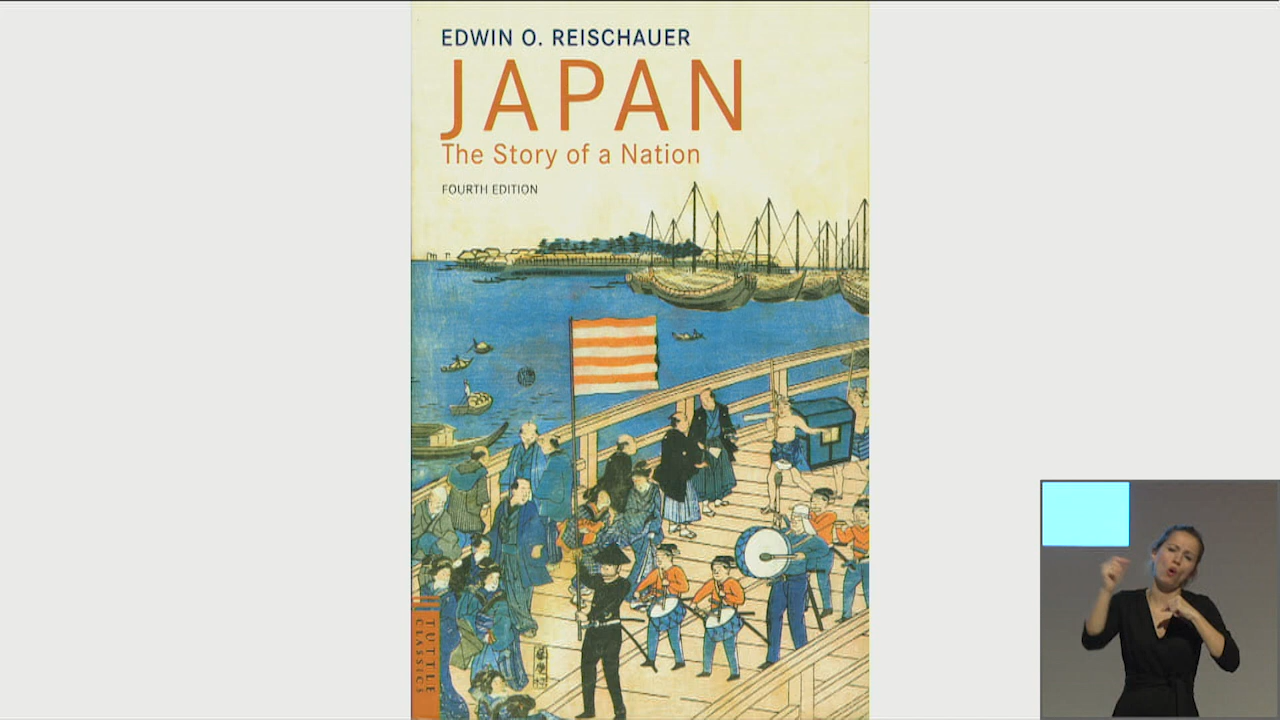 EDWIN O. REISCHAUER
JAPAN
The Story of a Nation
FOURTH EDITION
TUTTLE
CLASSICS